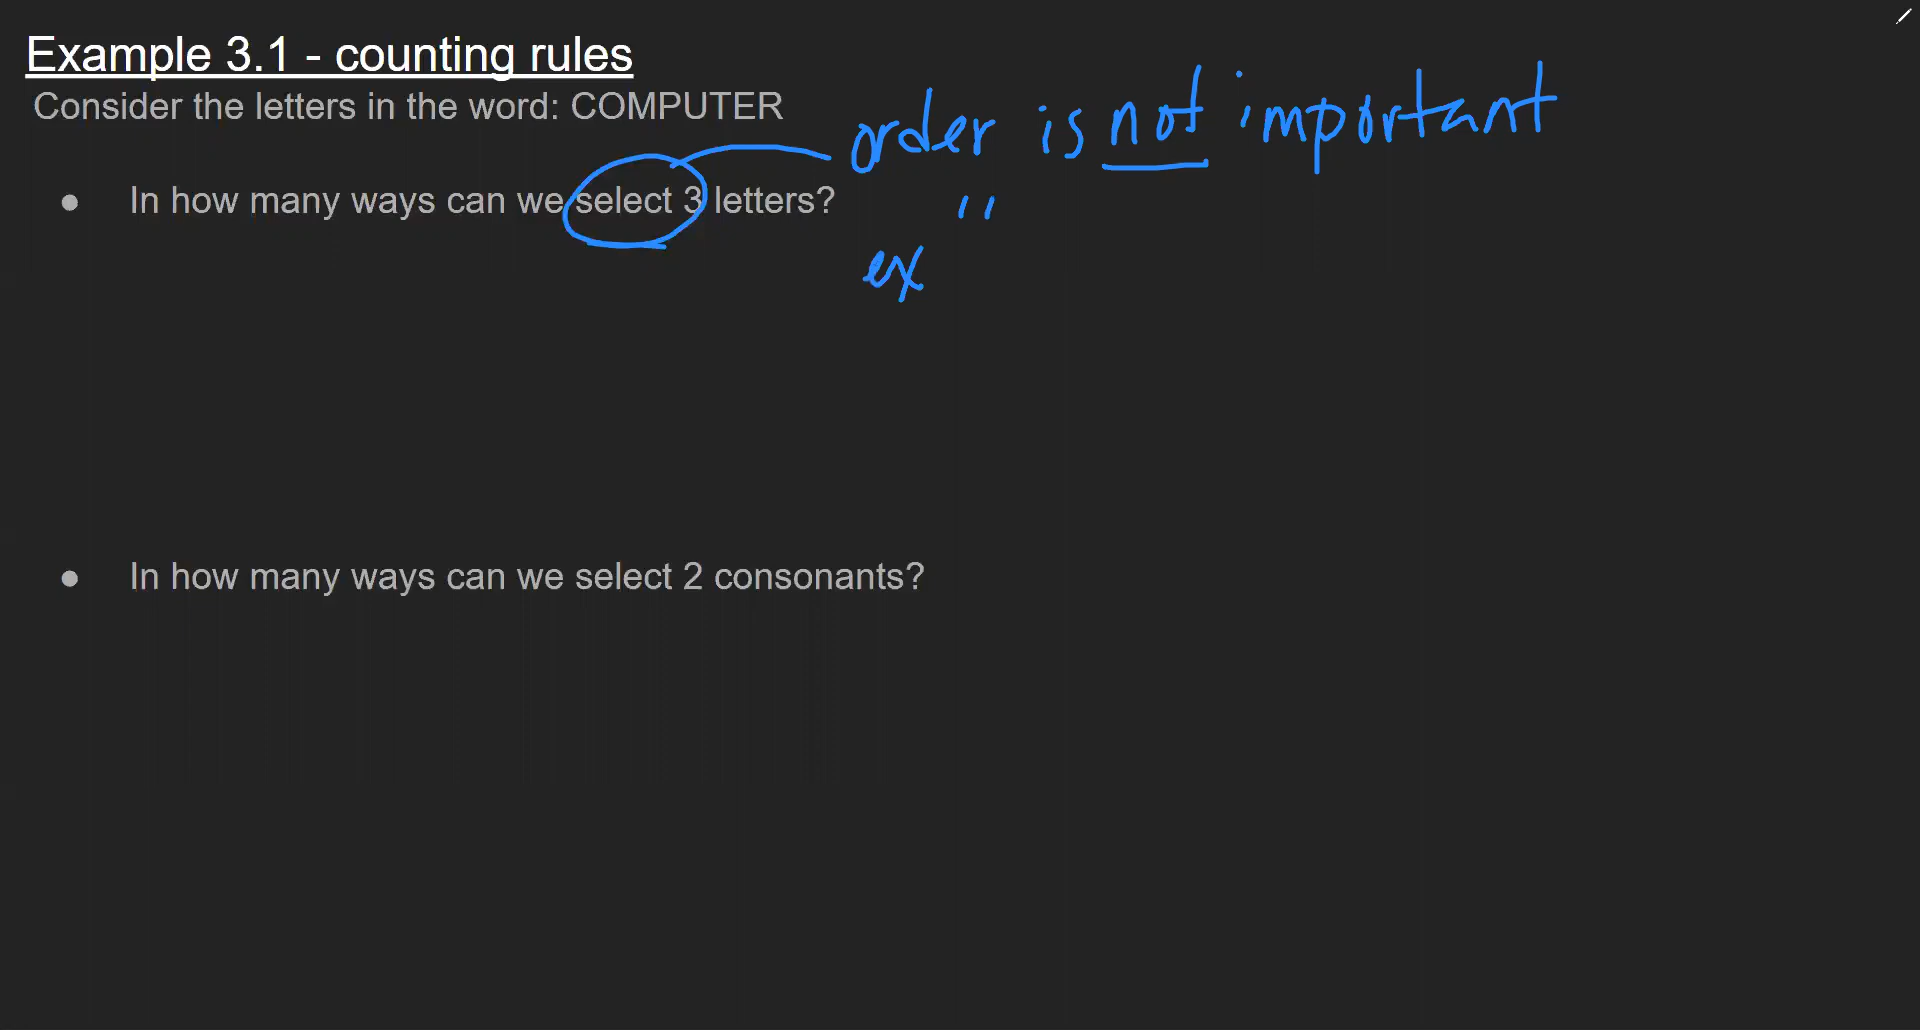 Example 3.1 - counting rules
Consider the letters in the word: COMPUTER
order is not important
● In how many ways can we select 3 letters?
" 
ex
● In how many ways can we select 2 consonants?